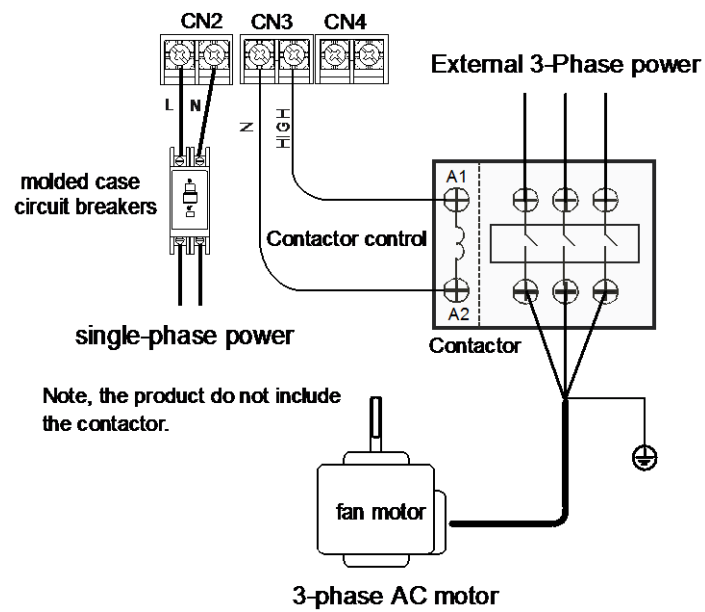 CN2 CN3 CN4
External 3-Phase power
L N
N
HIGH
A1
molded case
circuit breakers
Contactor control
A2
single-phase power
Contactor
Note, the product do not include
the contactor.
fan motor
3-phase AC motor